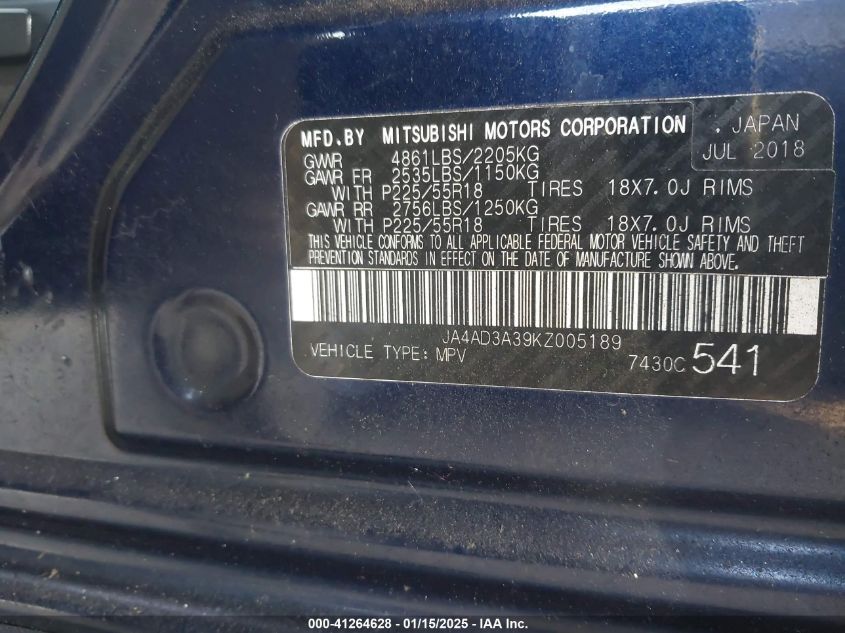 MFD.BY MITSUBISHI MOTORS CORPORATION . JAPAN
GVWR 4861LBS/2205KG JUL 2018
GAWR FR 2535LBS/1150KG
WITH P225/55R18 TIRES 18X7.0J RIMS
GAWR RR 2756LBS/1250KG
WITH P225/55R18 TIRES 18X7.0J RIMS
THIS VEHICLE CONFORMS TO ALL APPLICABLE FEDERAL MOTOR VEHICLE SAFETY AND THEFT
PREVENTION STANDARDS IN EFFECT ON THE DATE OF MANUFACTURE SHOWN ABOVE.
JA4AD3A39KZ005189
VEHICLE TYPE: MPV 7430C 541
000-41264628 - 01/15/2025 - IAA Inc.